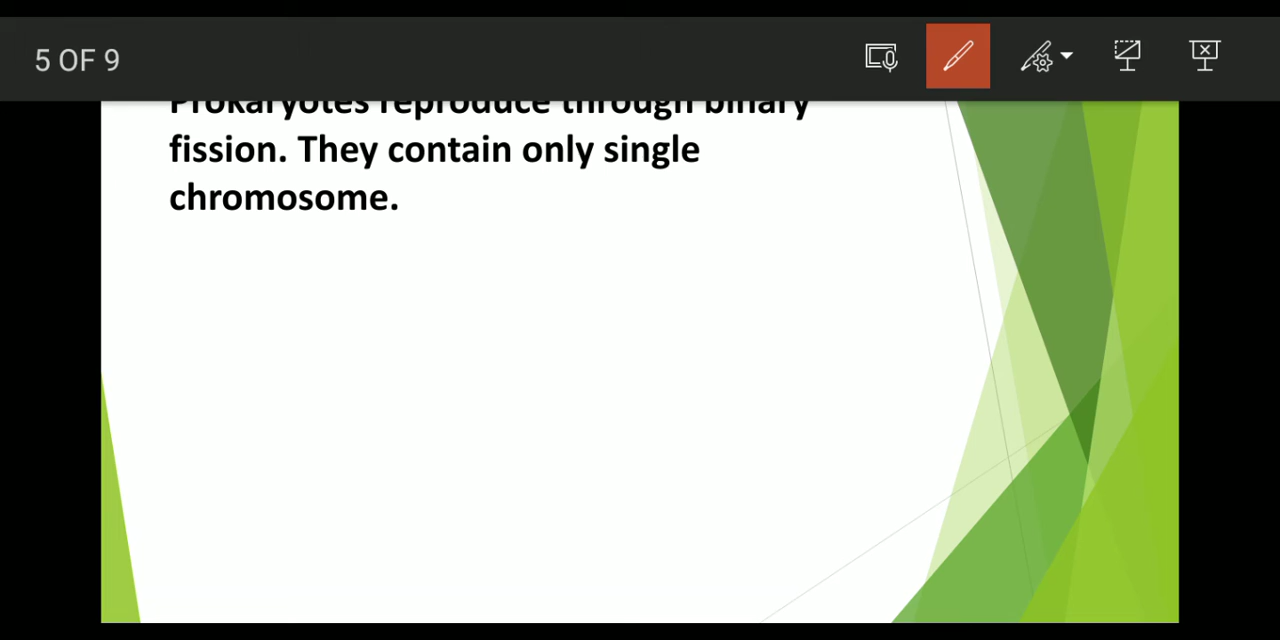 5 OF 9
Prokaryotes reproduce through binary
fission. They contain only single
chromosome.